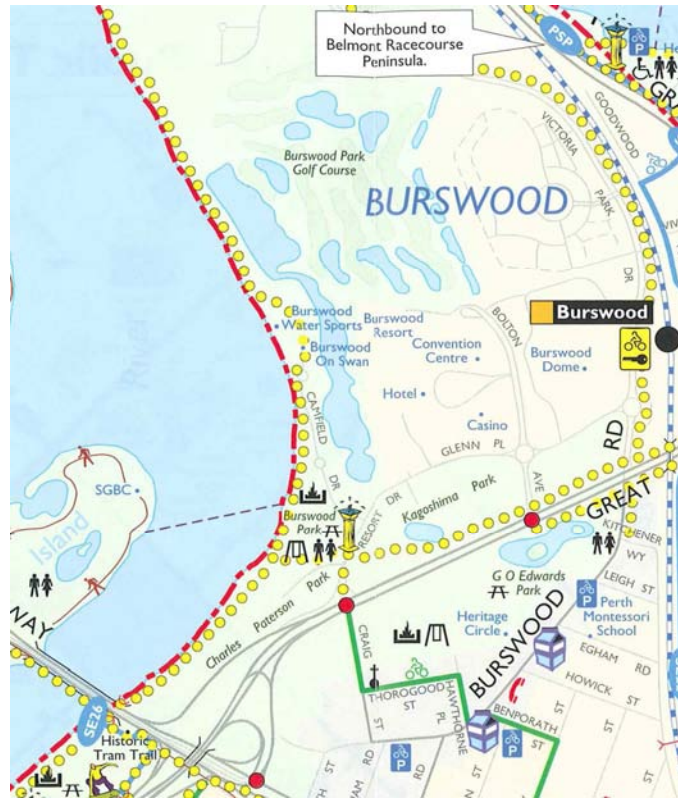 Northbound to
Belmont Racecourse
Peninsula.
PSP
P
GR
GOODWOOD
VICTORIA
PARK
DR
Burswood Park
Golf Course
BURSWOOD
Burswood
Burswood
Water Sports
Burswood
Resort
Burswood
On Swan
Convention
Centre
BOLTON
Burswood
Dome
Hotel
Casino
CAMFIELD
DR
GLENN PL
AVE
RD
GREAT
SGBC
Island
Burswood
Park
RESORT DR
Kagoshima Park
KITCHENER
WY
LEIGH ST
G O Edwards
Park
Charles Paterson Park
P
Perth
Montessori
School
Heritage
Circle
BURSWOOD
EGHAM RD
HOWICK ST
CRAIG
ST
THOROGOOD
ST
HAWTHORNE
PL
BENPORATH
ST
WAY
SE26
Historic
Tram Trail
P
P
RD
ST
ST
ST